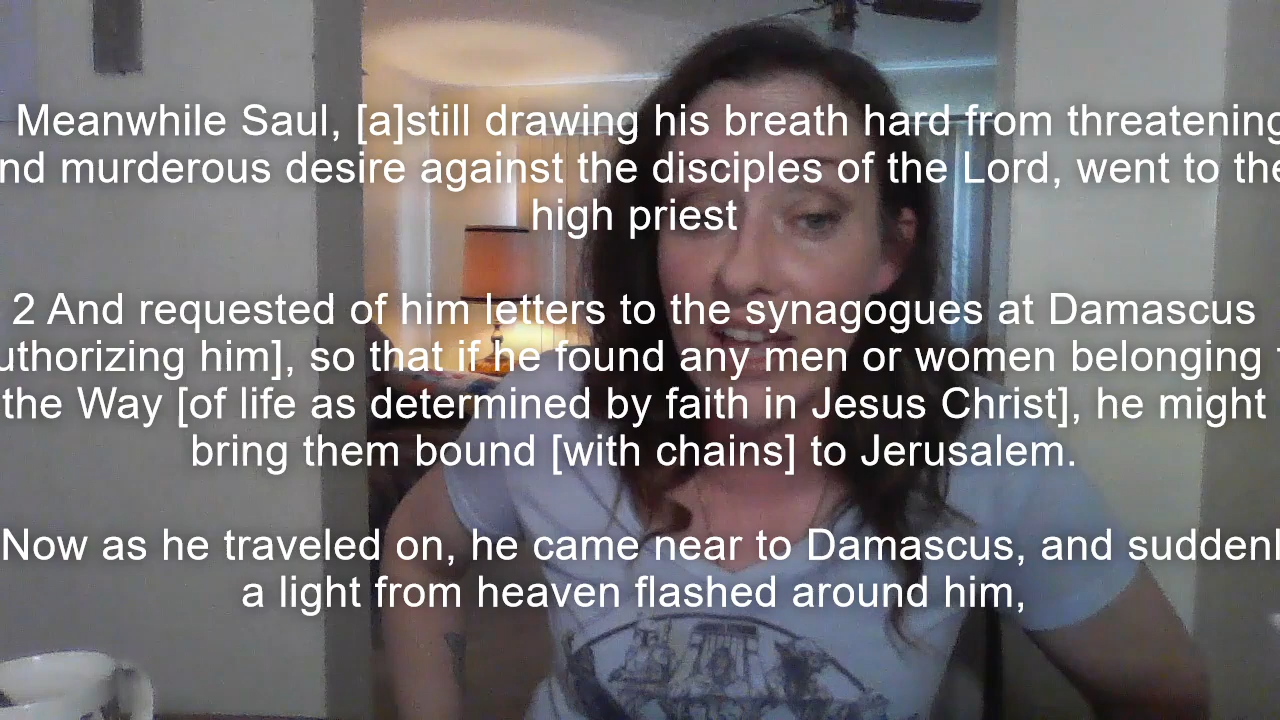 Meanwhile Saul, [a]still drawing his breath hard from threatening
nd murderous desire against the disciples of the Lord, went to the
high priest
2 And requested of him letters to the synagogues at Damascus
uthorizing him], so that if he found any men or women belonging t
the Way [of life as determined by faith in Jesus Christ], he might
bring them bound [with chains] to Jerusalem.
Now as he traveled on, he came near to Damascus, and suddenl
a light from heaven flashed around him,